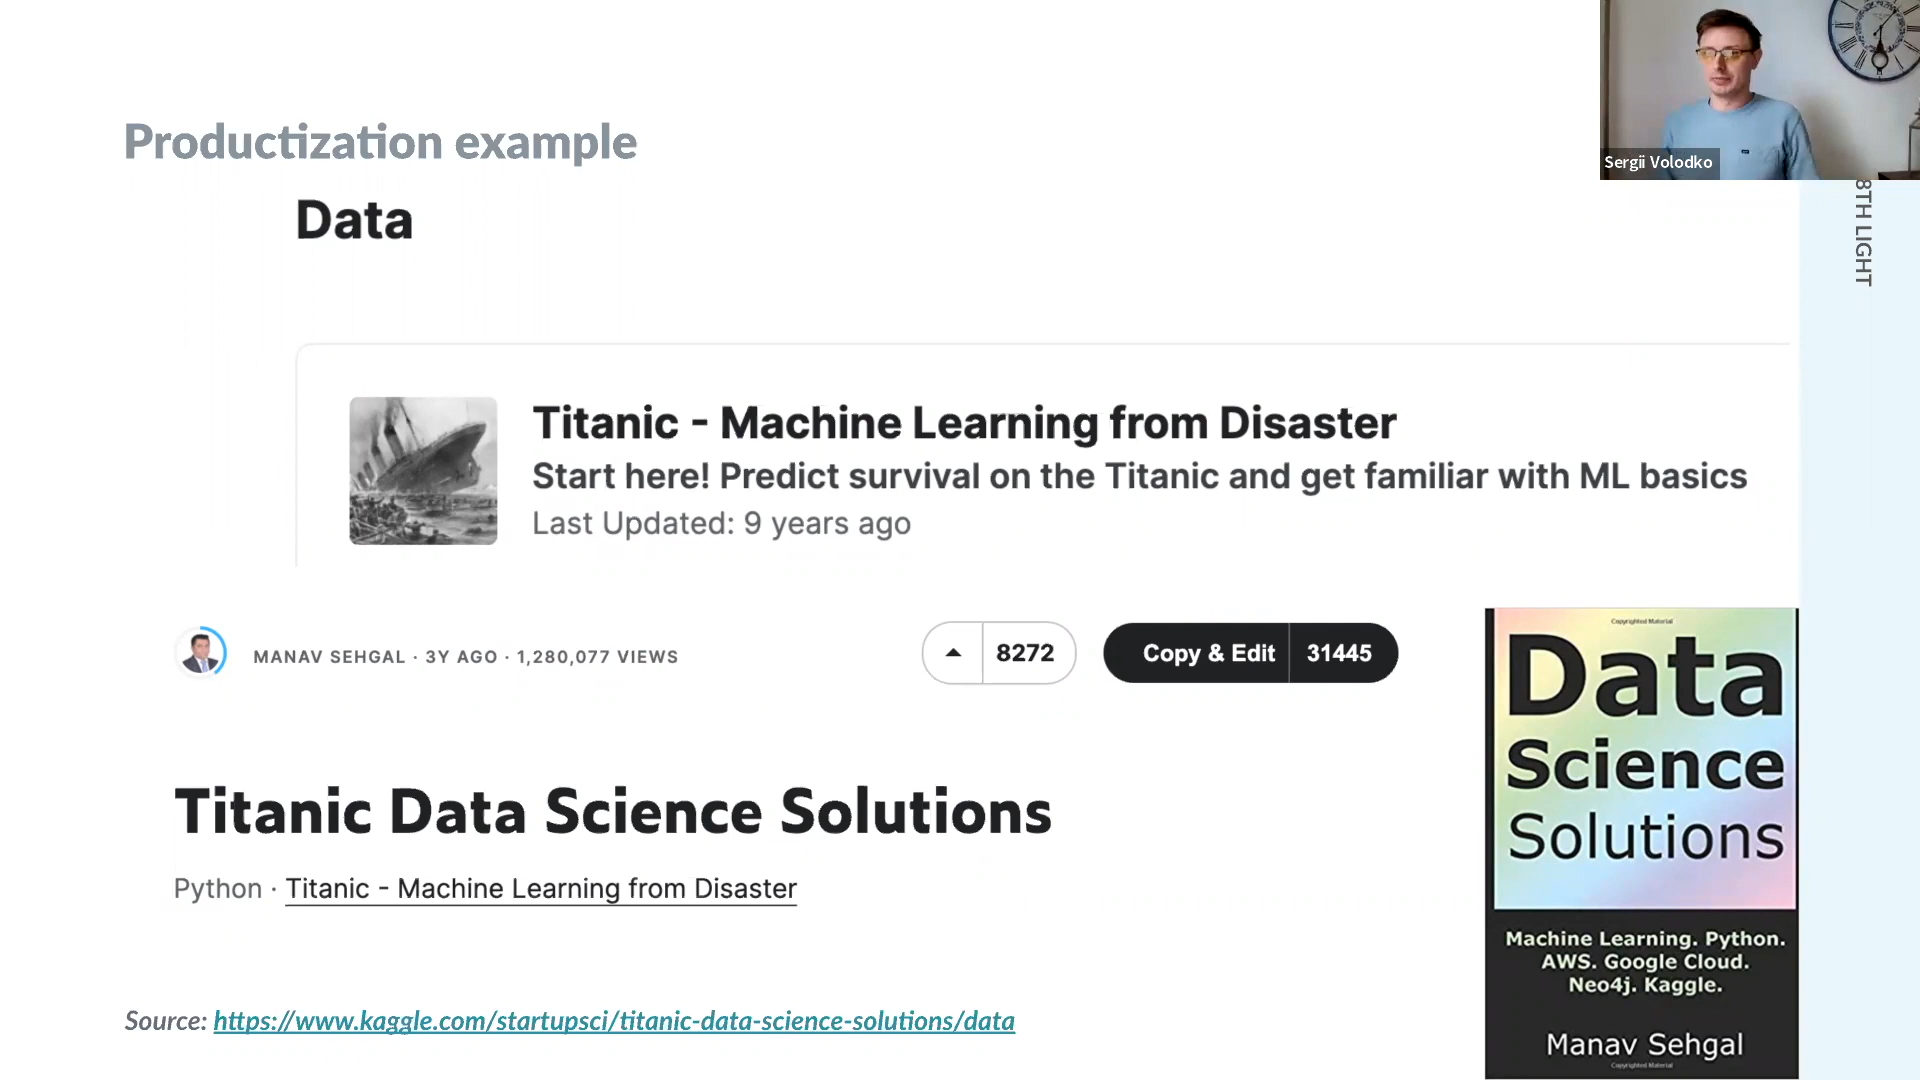 Productization example
Data
Sergii Volodko
8TH LIGHT
Titanic - Machine Learning from Disaster
Start here! Predict survival on the Titanic and get familiar with ML basics
Last Updated: 9 years ago
MANAV SEHGAL · 3Y AGO · 1,280,077 VIEWS
8272
Copy & Edit 31445
Titanic Data Science Solutions
Python · Titanic - Machine Learning from Disaster
Source: https://www.kaggle.com/startupsci/titanic-data-science-solutions/data
Copyrighted Material
Data
Science
Solutions
Machine Learning. Python.
AWS. Google Cloud.
Neo4j. Kaggle.
Manav Sehgal
Copyrighted Material